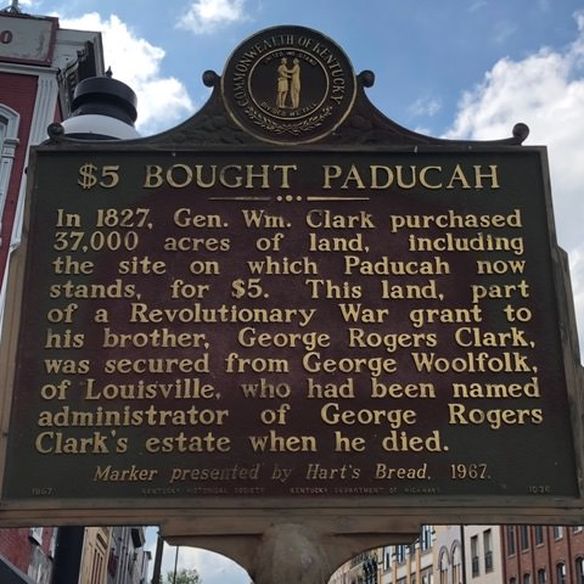 0
COMMONWEALTH OF KENTUCKY
UNITED WE STAND
DIVIDED WE FALL
$5 BOUGHT PADUCAH
In 1827, Gen. Wm. Clark purchased
37,000 acres of land, including
the site on which Paducah now
stands, for $5. This land, part
of a Revolutionary War grant to
his brother, George Rogers Clark,
was secured from George Woolfolk,
of Louisville, who had been named
administrator of George Rogers
Clark's estate when he died.
Marker presented by Hart's Bread, 1967.
1967 KENTUCKY HISTORICAL SOCIETY KENTUCKY DEPARTMENT OF HIGHWAYS